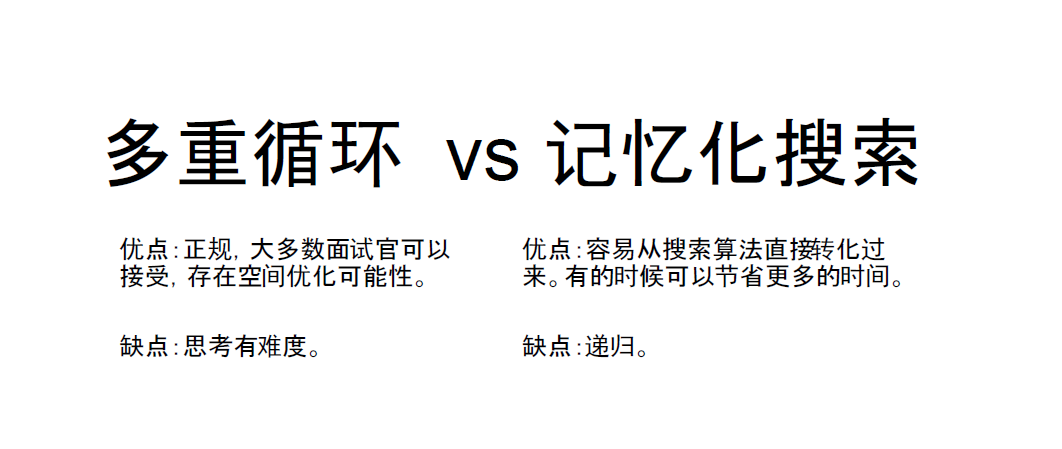 多重循环 vs 记忆化搜索
优点:正规, 大多数面试官可以
接受, 存在空间优化可能性。
缺点:思考有难度。
优点:容易从搜索算法直接转化过
来。有的时候可以节省更多的时间。
缺点:递归。